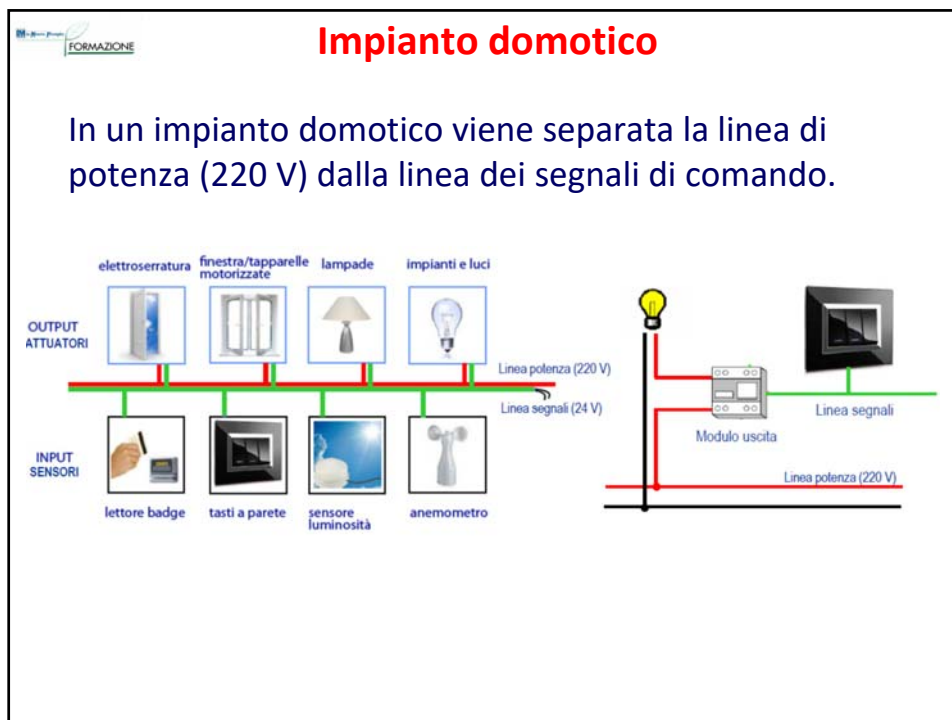 FORMAZIONE
Impianto domotico
In un impianto domotico viene separata la linea di
potenza (220 V) dalla linea dei segnali di comando.
elettroserratura
finestra/tapparelle
motorizzate
lampade
impianti e luci
OUTPUT
ATTUATORI
Linea potenza (220 V)
Linea segnali (24 V)
INPUT
SENSORI
lettore badge
tasti a parete
sensore
luminosità
anemometro
Modulo uscita
Linea segnali
Linea potenza (220 V)